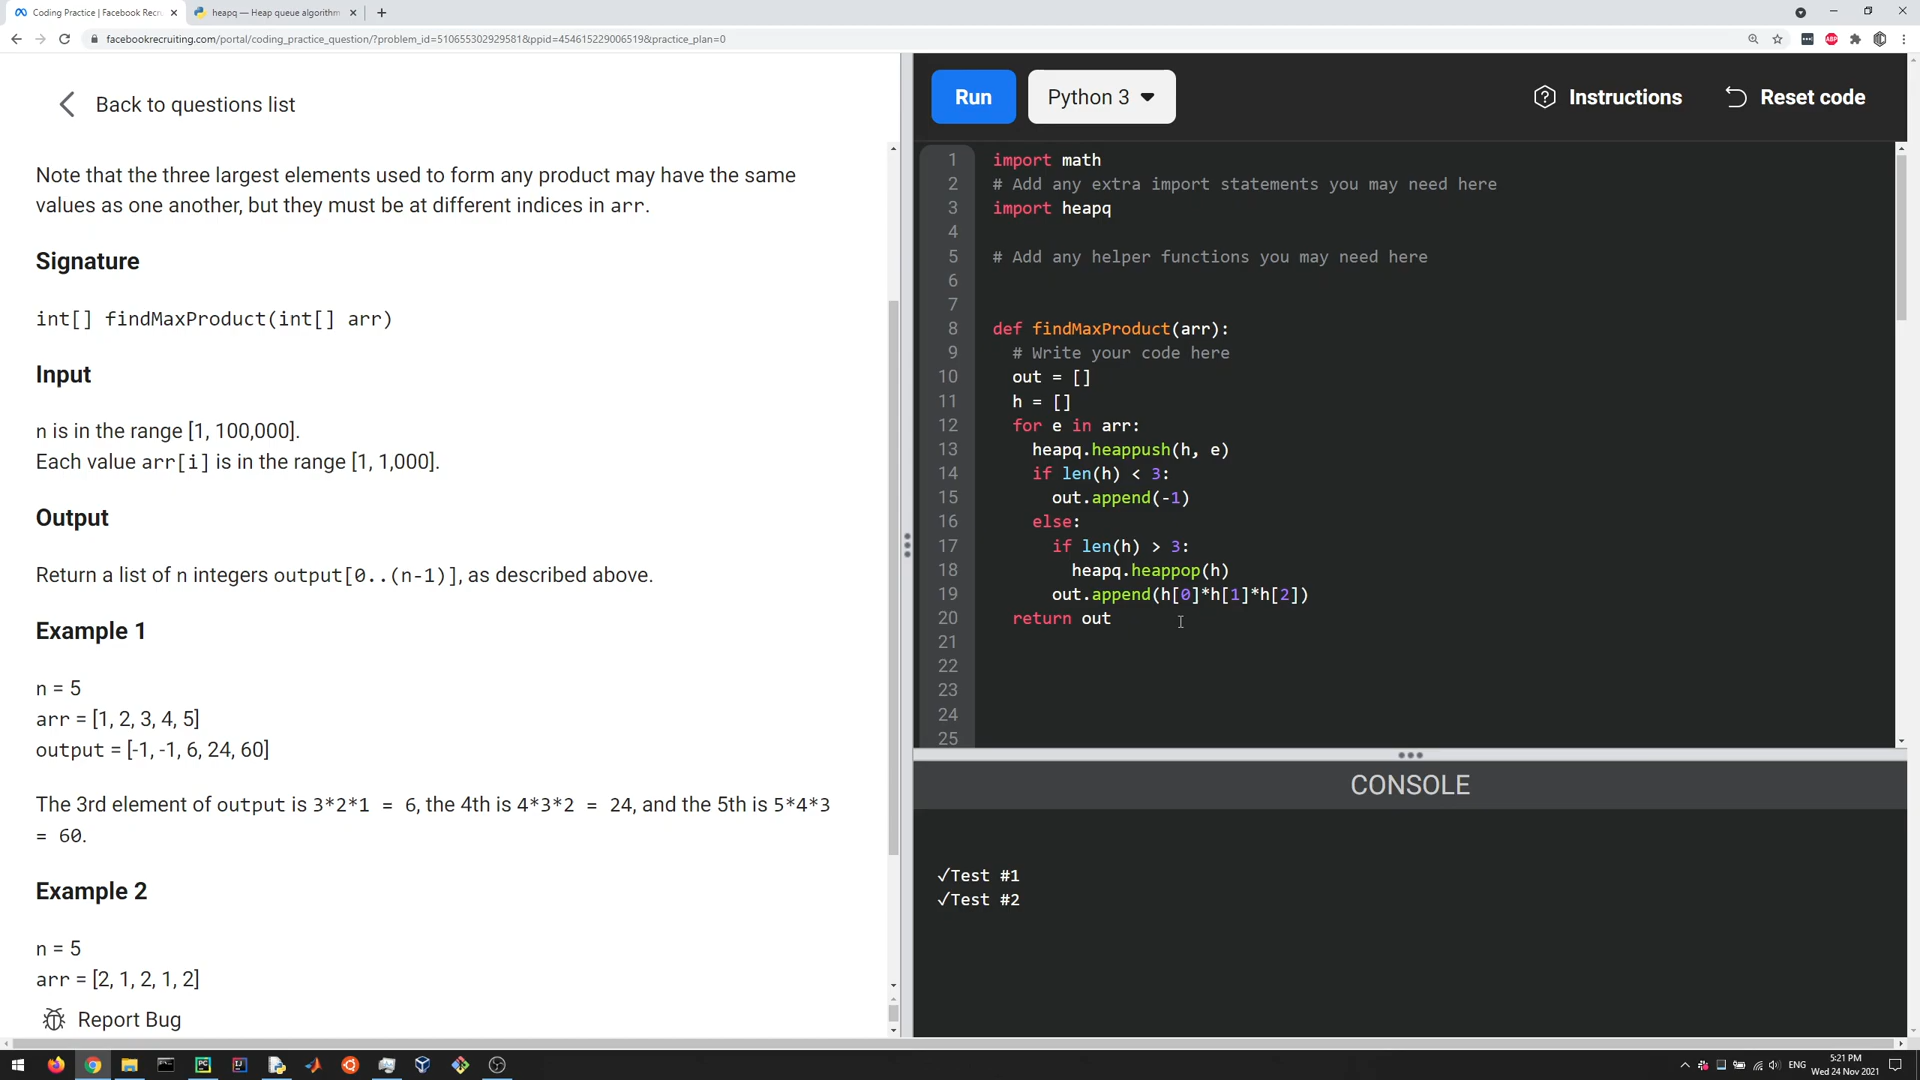 Coding Practice | Facebook Recru
heapq — Heap queue algorithm
facebookrecruiting.com/portal/coding_practice_question/?problem_id=510655302929581&ppid=454615229006519&practice_plan=0
ABP
Back to questions list
Note that the three largest elements used to form any product may have the same
values as one another, but they must be at different indices in arr.
Signature
int[] findMaxProduct(int[] arr)
Input
n is in the range [1, 100,000].
Each value arr[i] is in the range [1, 1,000].
Output
Return a list of n integers output[0..(n-1)], as described above.
Example 1
n = 5
arr = [1, 2, 3, 4, 5]
output = [-1, -1, 6, 24, 60]
The 3rd element of output is 3*2*1 = 6, the 4th is 4*3*2 = 24, and the 5th is 5*4*3
= 60.
Example 2
n = 5
arr = [2, 1, 2, 1, 2]
Report Bug
Run
Python 3
Instructions
Reset code
1 import math
2 # Add any extra import statements you may need here
3 import heapq
4
5 # Add any helper functions you may need here
6
7
8 def findMaxProduct(arr):
9 # Write your code here
10 out = []
11 h = []
12 for e in arr:
13 heapq.heappush(h, e)
14 if len(h) < 3:
15 out.append(-1)
16 else:
17 if len(h) > 3:
18 heapq.heappop(h)
19 out.append(h[0]*h[1]*h[2])
20 return out
21
22
23
24
25
CONSOLE
✓Test #1
✓Test #2
ENG
5:21 PM
Wed 24 Nov 2021